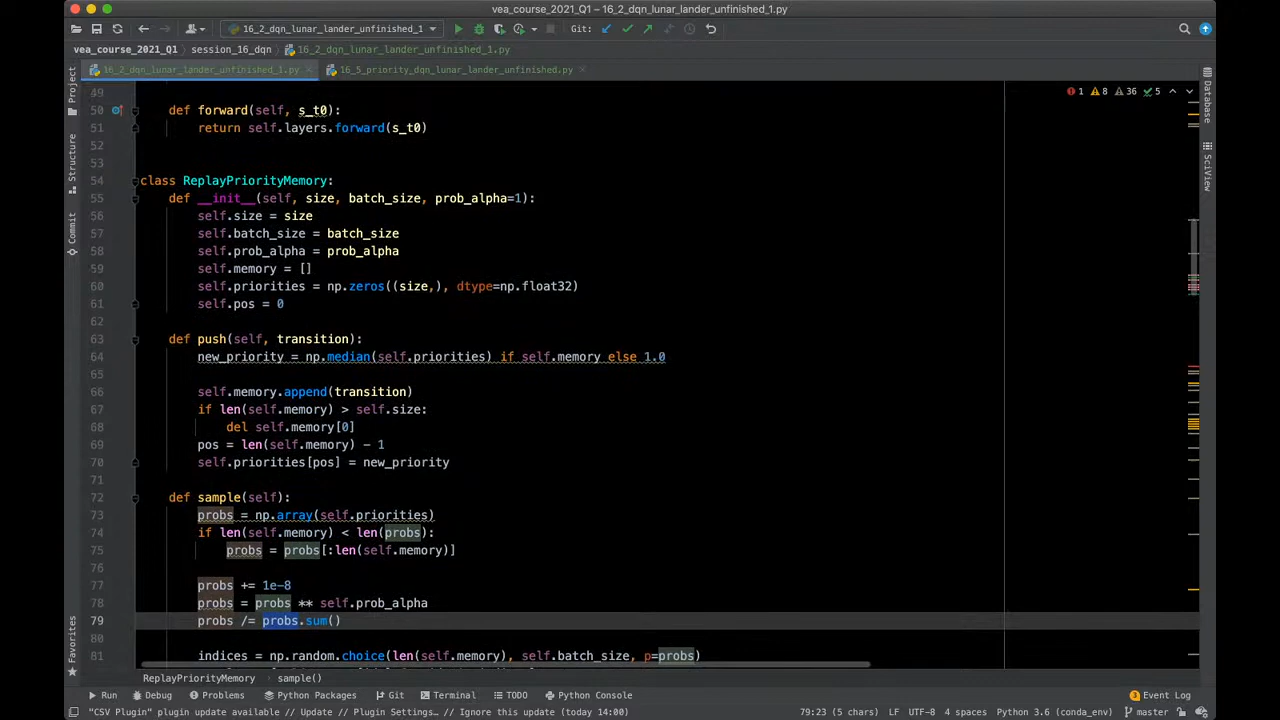 vea_course_2021_Q1 – 16_2_dqn_lunar_lander_unfinished_1.py
16_2_dqn_lunar_lander_unfinished_1
Git:
vea_course_2021_Q1 session_16_dqn 16_2_dqn_lunar_lander_unfinished_1.py
16_2_dqn_lunar_lander_unfinished_1.py 16_5_priority_dqn_lunar_lander_unfinished.py
1 8 36 5
Project
Structure
Commit
Favorites
Database
SciView
49
50 def forward(self, s_t0):
51 return self.layers.forward(s_t0)
52
53
54 class ReplayPriorityMemory:
55 def __init__(self, size, batch_size, prob_alpha=1):
56 self.size = size
57 self.batch_size = batch_size
58 self.prob_alpha = prob_alpha
59 self.memory = []
60 self.priorities = np.zeros((size,), dtype=np.float32)
61 self.pos = 0
62
63 def push(self, transition):
64 new_priority = np.median(self.priorities) if self.memory else 1.0
65
66 self.memory.append(transition)
67 if len(self.memory) > self.size:
68 del self.memory[0]
69 pos = len(self.memory) - 1
70 self.priorities[pos] = new_priority
71
72 def sample(self):
73 probs = np.array(self.priorities)
74 if len(self.memory) < len(probs):
75 probs = probs[:len(self.memory)]
76
77 probs += 1e-8
78 probs = probs ** self.prob_alpha
79 probs /= probs.sum()
80
81 indices = np.random.choice(len(self.memory), self.batch_size, p=probs)
ReplayPriorityMemory sample()
Run Debug Problems Python Packages Git Terminal TODO Python Console 3 Event Log
"CSV Plugin" plugin update available // Update // Plugin Settings... // Ignore this update (today 14:00) 79:23 (5 chars) LF UTF-8 4 spaces Python 3.6 (conda_env) master